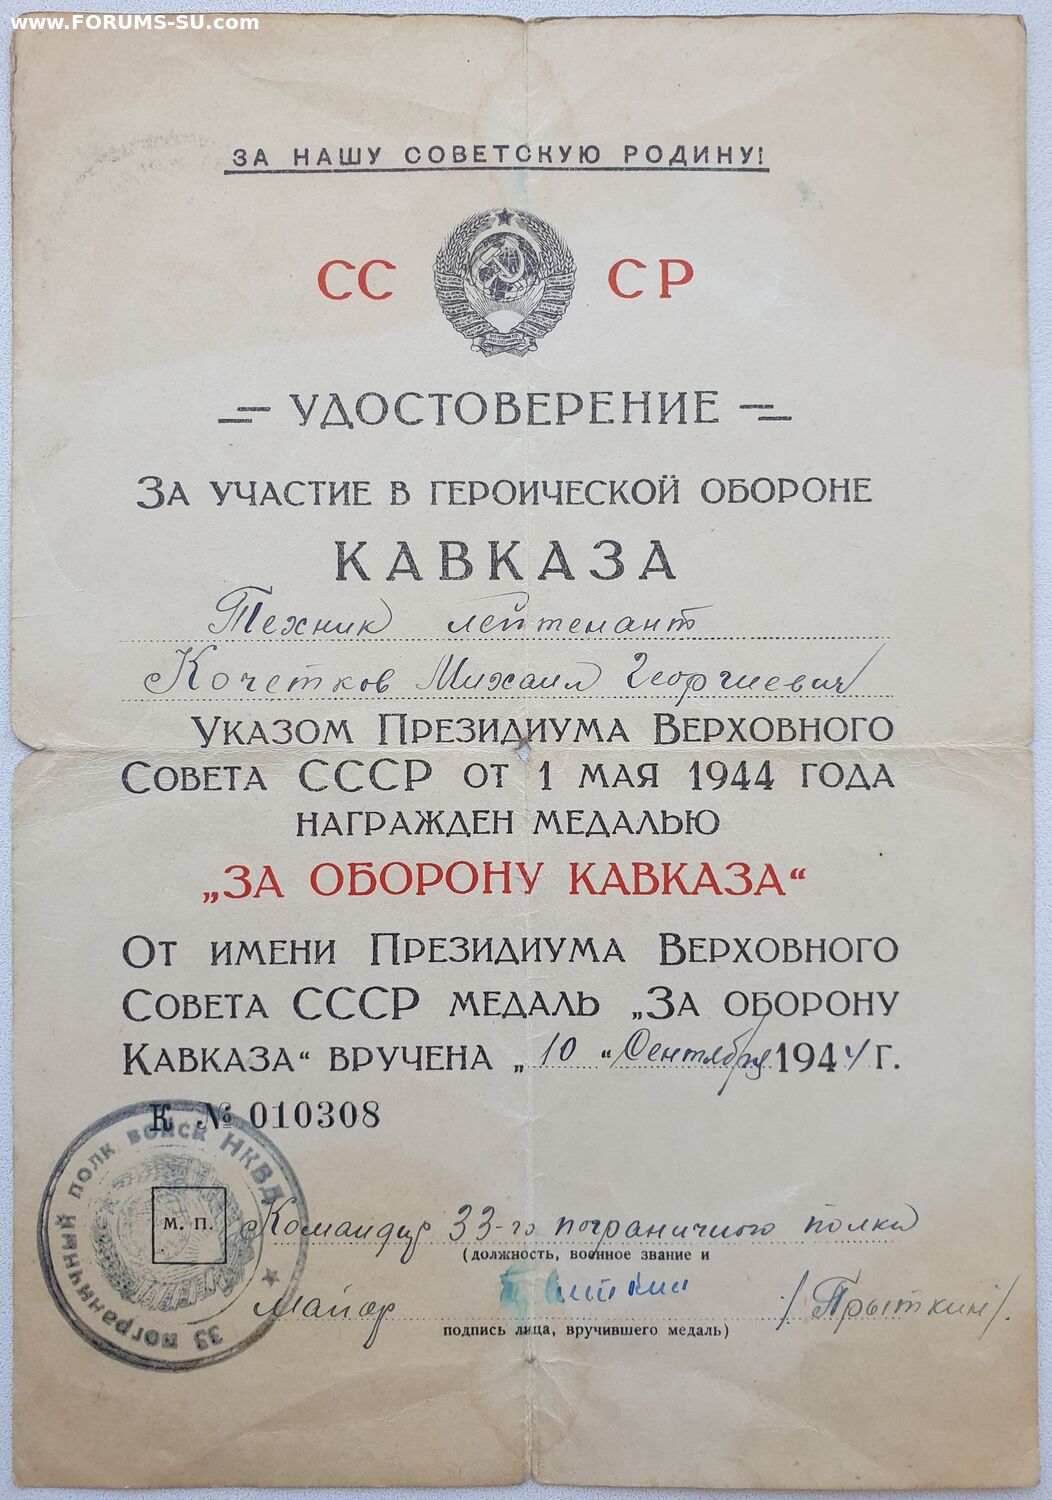 www.FORUMS-SU.com
ЗА НАШУ СОВЕТСКУЮ РОДИНУ!
СС СР
УДОСТОВЕРЕНИЕ
ЗА УЧАСТИЕ В ГЕРОИЧЕСКОЙ ОБОРОНЕ
КАВКАЗА
Техник лейтенант
Кочетков Михаил Георгиевич
УКАЗОМ ПРЕЗИДИУМА ВЕРХОВНОГО
СОВЕТА СССР ОТ 1 МАЯ 1944 ГОДА
НАГРАЖДЕН МЕДАЛЬЮ
„ЗА ОБОРОНУ КАВКАЗА“
ОТ ИМЕНИ ПРЕЗИДИУМА ВЕРХОВНОГО
СОВЕТА СССР МЕДАЛЬ „ЗА ОБОРОНУ
КАВКАЗА“ ВРУЧЕНА „10“ Сентября 1944 Г.
К № 010308
33 пограничный полк войск НКВД
М. П.
Командир 33-го пограничного полка
(должность, военное звание и
майор Прыткин /Прыткин/.
подпись лица, вручившего медаль)